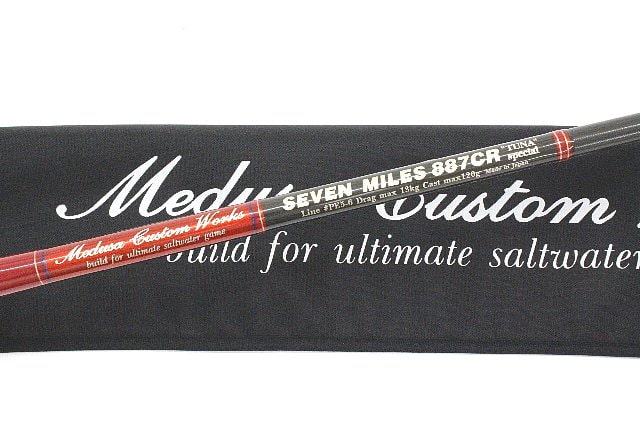 Medusa Custom
build for ultimate saltwater
Medusa Custom Works
build for ultimate saltwater game
SEVEN MILES 887CR "TUNA" special
Line #PE5-6 Drag max 13kg Cast max120g Made in Japan